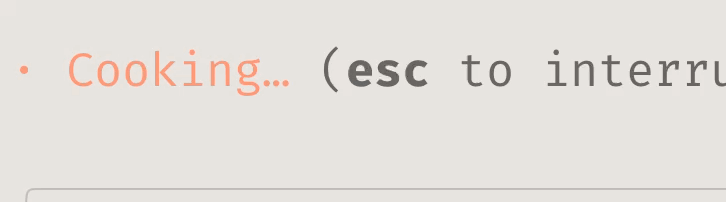 · Cooking… (esc to interru